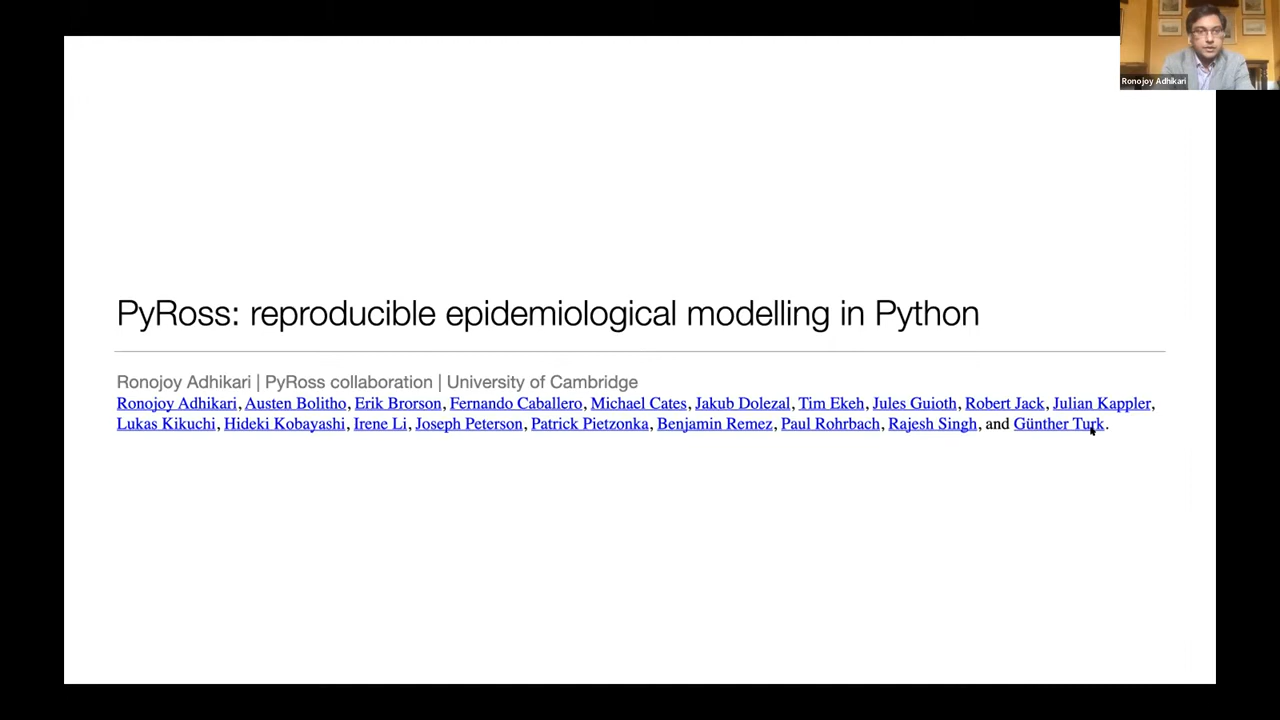 Ronojoy Adhikari
PyRoss: reproducible epidemiological modelling in Python
Ronojoy Adhikari | PyRoss collaboration | University of Cambridge
Ronojoy Adhikari, Austen Bolitho, Erik Brorson, Fernando Caballero, Michael Cates, Jakub Dolezal, Tim Ekeh, Jules Guioth, Robert Jack, Julian Kappler,
Lukas Kikuchi, Hideki Kobayashi, Irene Li, Joseph Peterson, Patrick Pietzonka, Benjamin Remez, Paul Rohrbach, Rajesh Singh, and Günther Turk.